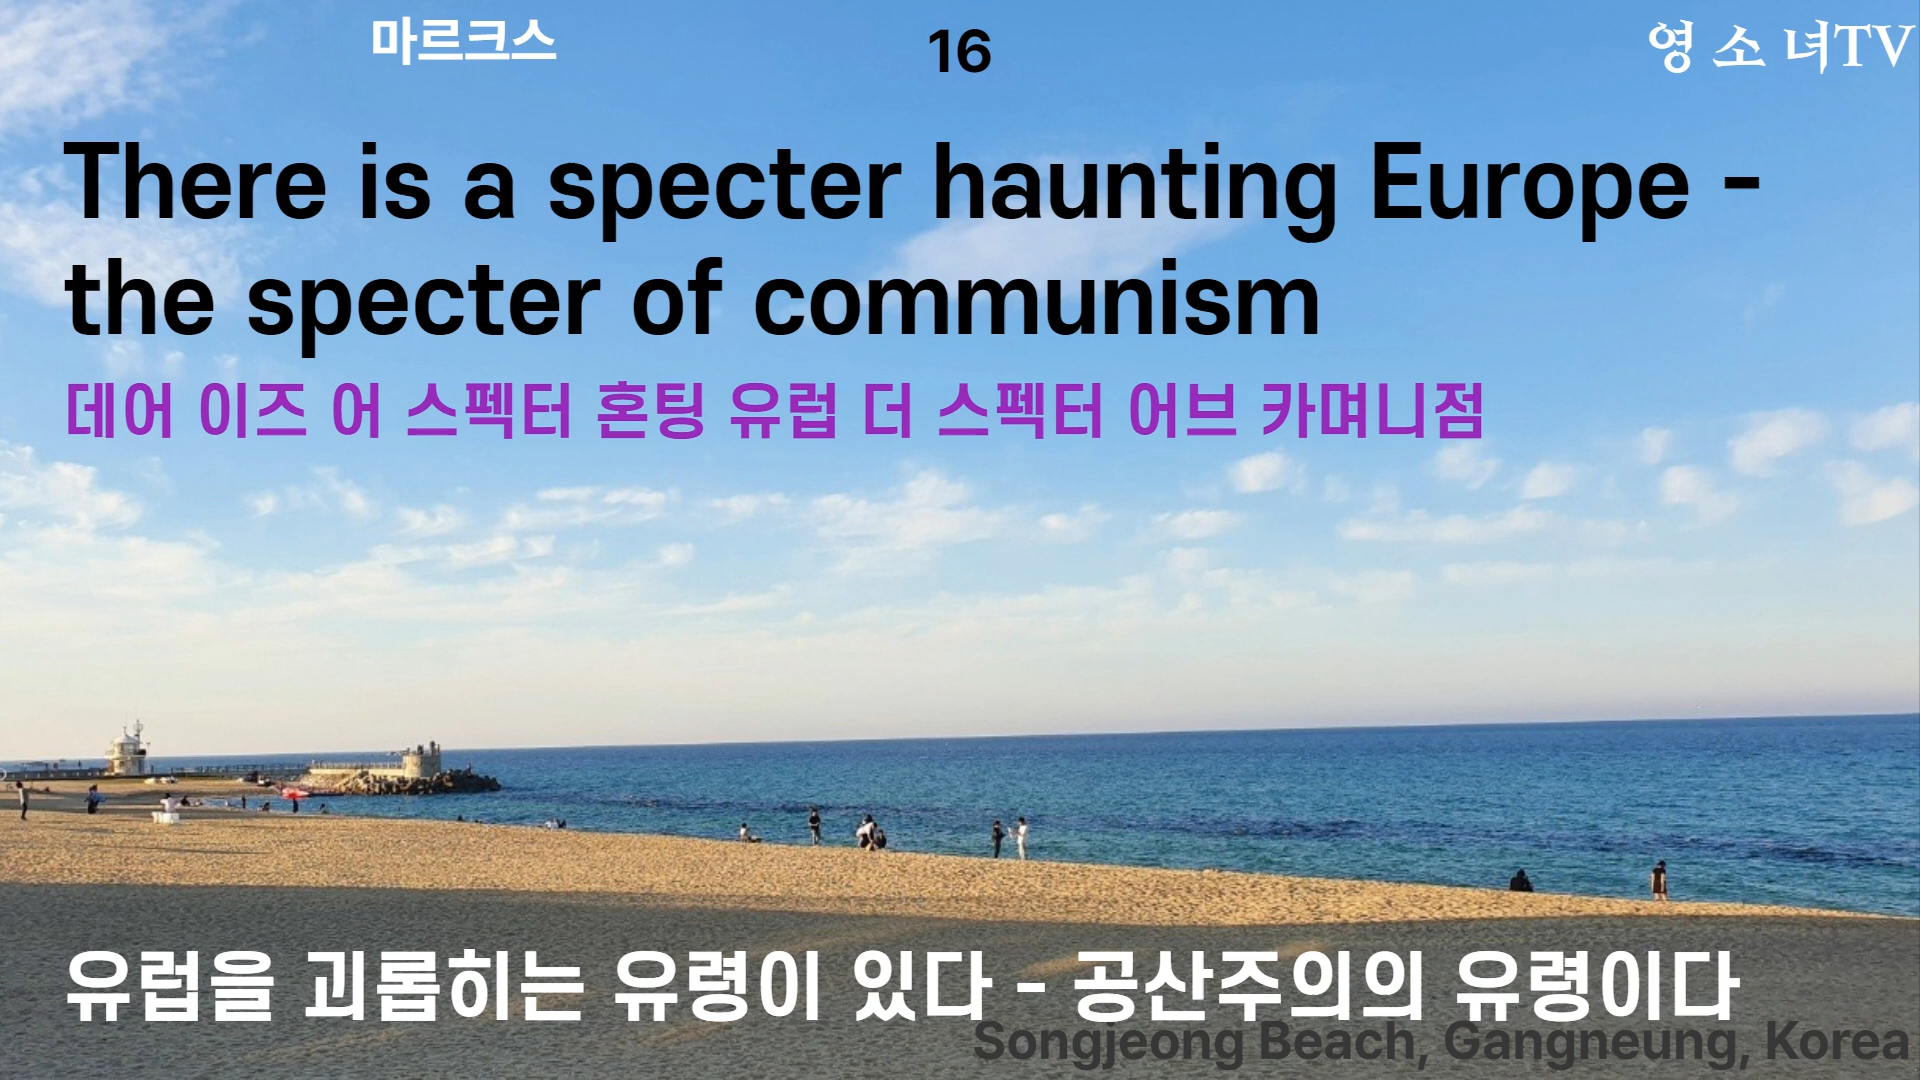 마르크스
16
영소녀TV
There is a specter haunting Europe -
the specter of communism
데어 이즈 어 스펙터 혼팅 유럽 더 스펙터 어브 카며니점
유럽을 괴롭히는 유령이 있다 - 공산주의의 유령이다
Songjeong Beach, Gangneung, Korea